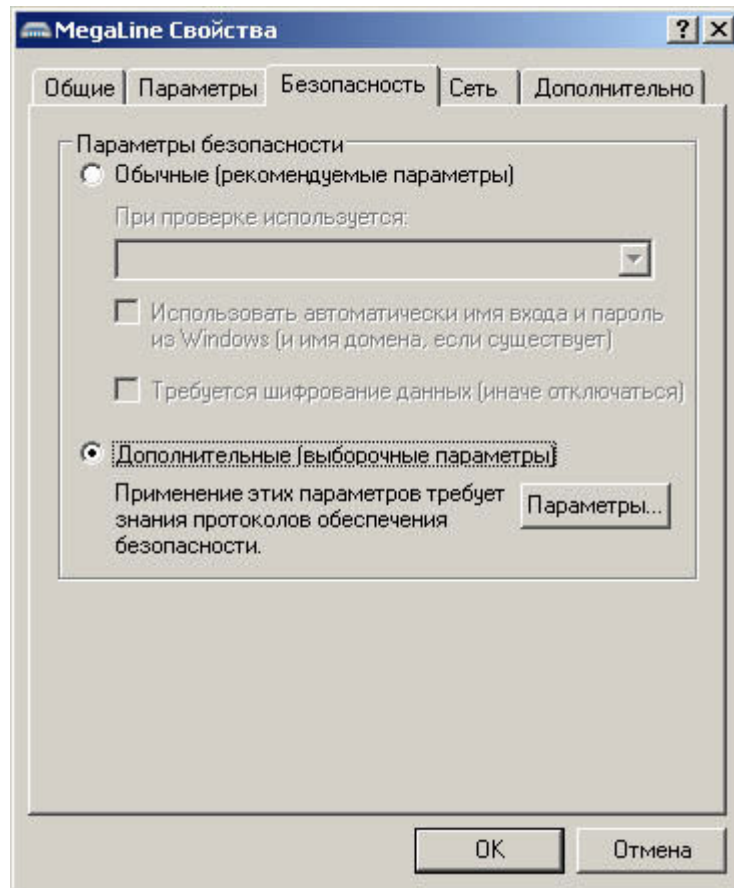 MegaLine Свойства
Общие
Параметры
Безопасность
Сеть
Дополнительно
Параметры безопасности
Обычные (рекомендуемые параметры)
При проверке используется:
Использовать автоматически имя входа и пароль
из Windows (и имя домена, если существует)
Требуется шифрование данных (иначе отключаться)
Дополнительные (выборочные параметры)
Применение этих параметров требует
знания протоколов обеспечения
безопасности.
Параметры...
OK
Отмена